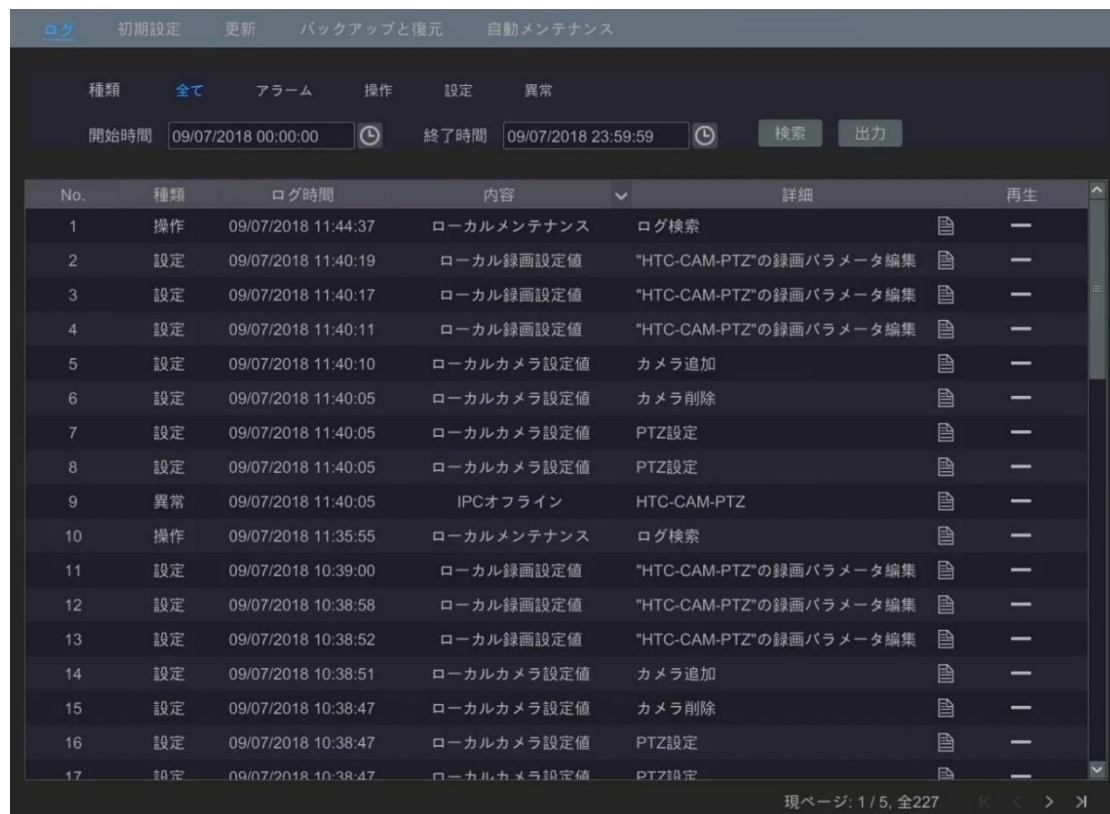 ログ 初期設定 更新 バックアップと復元 自動メンテナンス
種類 全て アラーム 操作 設定 異常
開始時間 09/07/2018 00:00:00 終了時間 09/07/2018 23:59:59 検索 出力
No. 種類 ログ時間 内容 詳細 再生
1 操作 09/07/2018 11:44:37 ローカルメンテナンス ログ検索
2 設定 09/07/2018 11:40:19 ローカル録画設定値 "HTC-CAM-PTZ"の録画パラメータ編集
3 設定 09/07/2018 11:40:17 ローカル録画設定値 "HTC-CAM-PTZ"の録画パラメータ編集
4 設定 09/07/2018 11:40:11 ローカル録画設定値 "HTC-CAM-PTZ"の録画パラメータ編集
5 設定 09/07/2018 11:40:10 ローカルカメラ設定値 カメラ追加
6 設定 09/07/2018 11:40:05 ローカルカメラ設定値 カメラ削除
7 設定 09/07/2018 11:40:05 ローカルカメラ設定値 PTZ設定
8 設定 09/07/2018 11:40:05 ローカルカメラ設定値 PTZ設定
9 異常 09/07/2018 11:40:05 IPCオフライン HTC-CAM-PTZ
10 操作 09/07/2018 11:35:55 ローカルメンテナンス ログ検索
11 設定 09/07/2018 10:39:00 ローカル録画設定値 "HTC-CAM-PTZ"の録画パラメータ編集
12 設定 09/07/2018 10:38:58 ローカル録画設定値 "HTC-CAM-PTZ"の録画パラメータ編集
13 設定 09/07/2018 10:38:52 ローカル録画設定値 "HTC-CAM-PTZ"の録画パラメータ編集
14 設定 09/07/2018 10:38:51 ローカルカメラ設定値 カメラ追加
15 設定 09/07/2018 10:38:47 ローカルカメラ設定値 カメラ削除
16 設定 09/07/2018 10:38:47 ローカルカメラ設定値 PTZ設定
17 設定 09/07/2018 10:38:47 ローカルカメラ設定値 PTZ設定
現ページ: 1 / 5, 全227